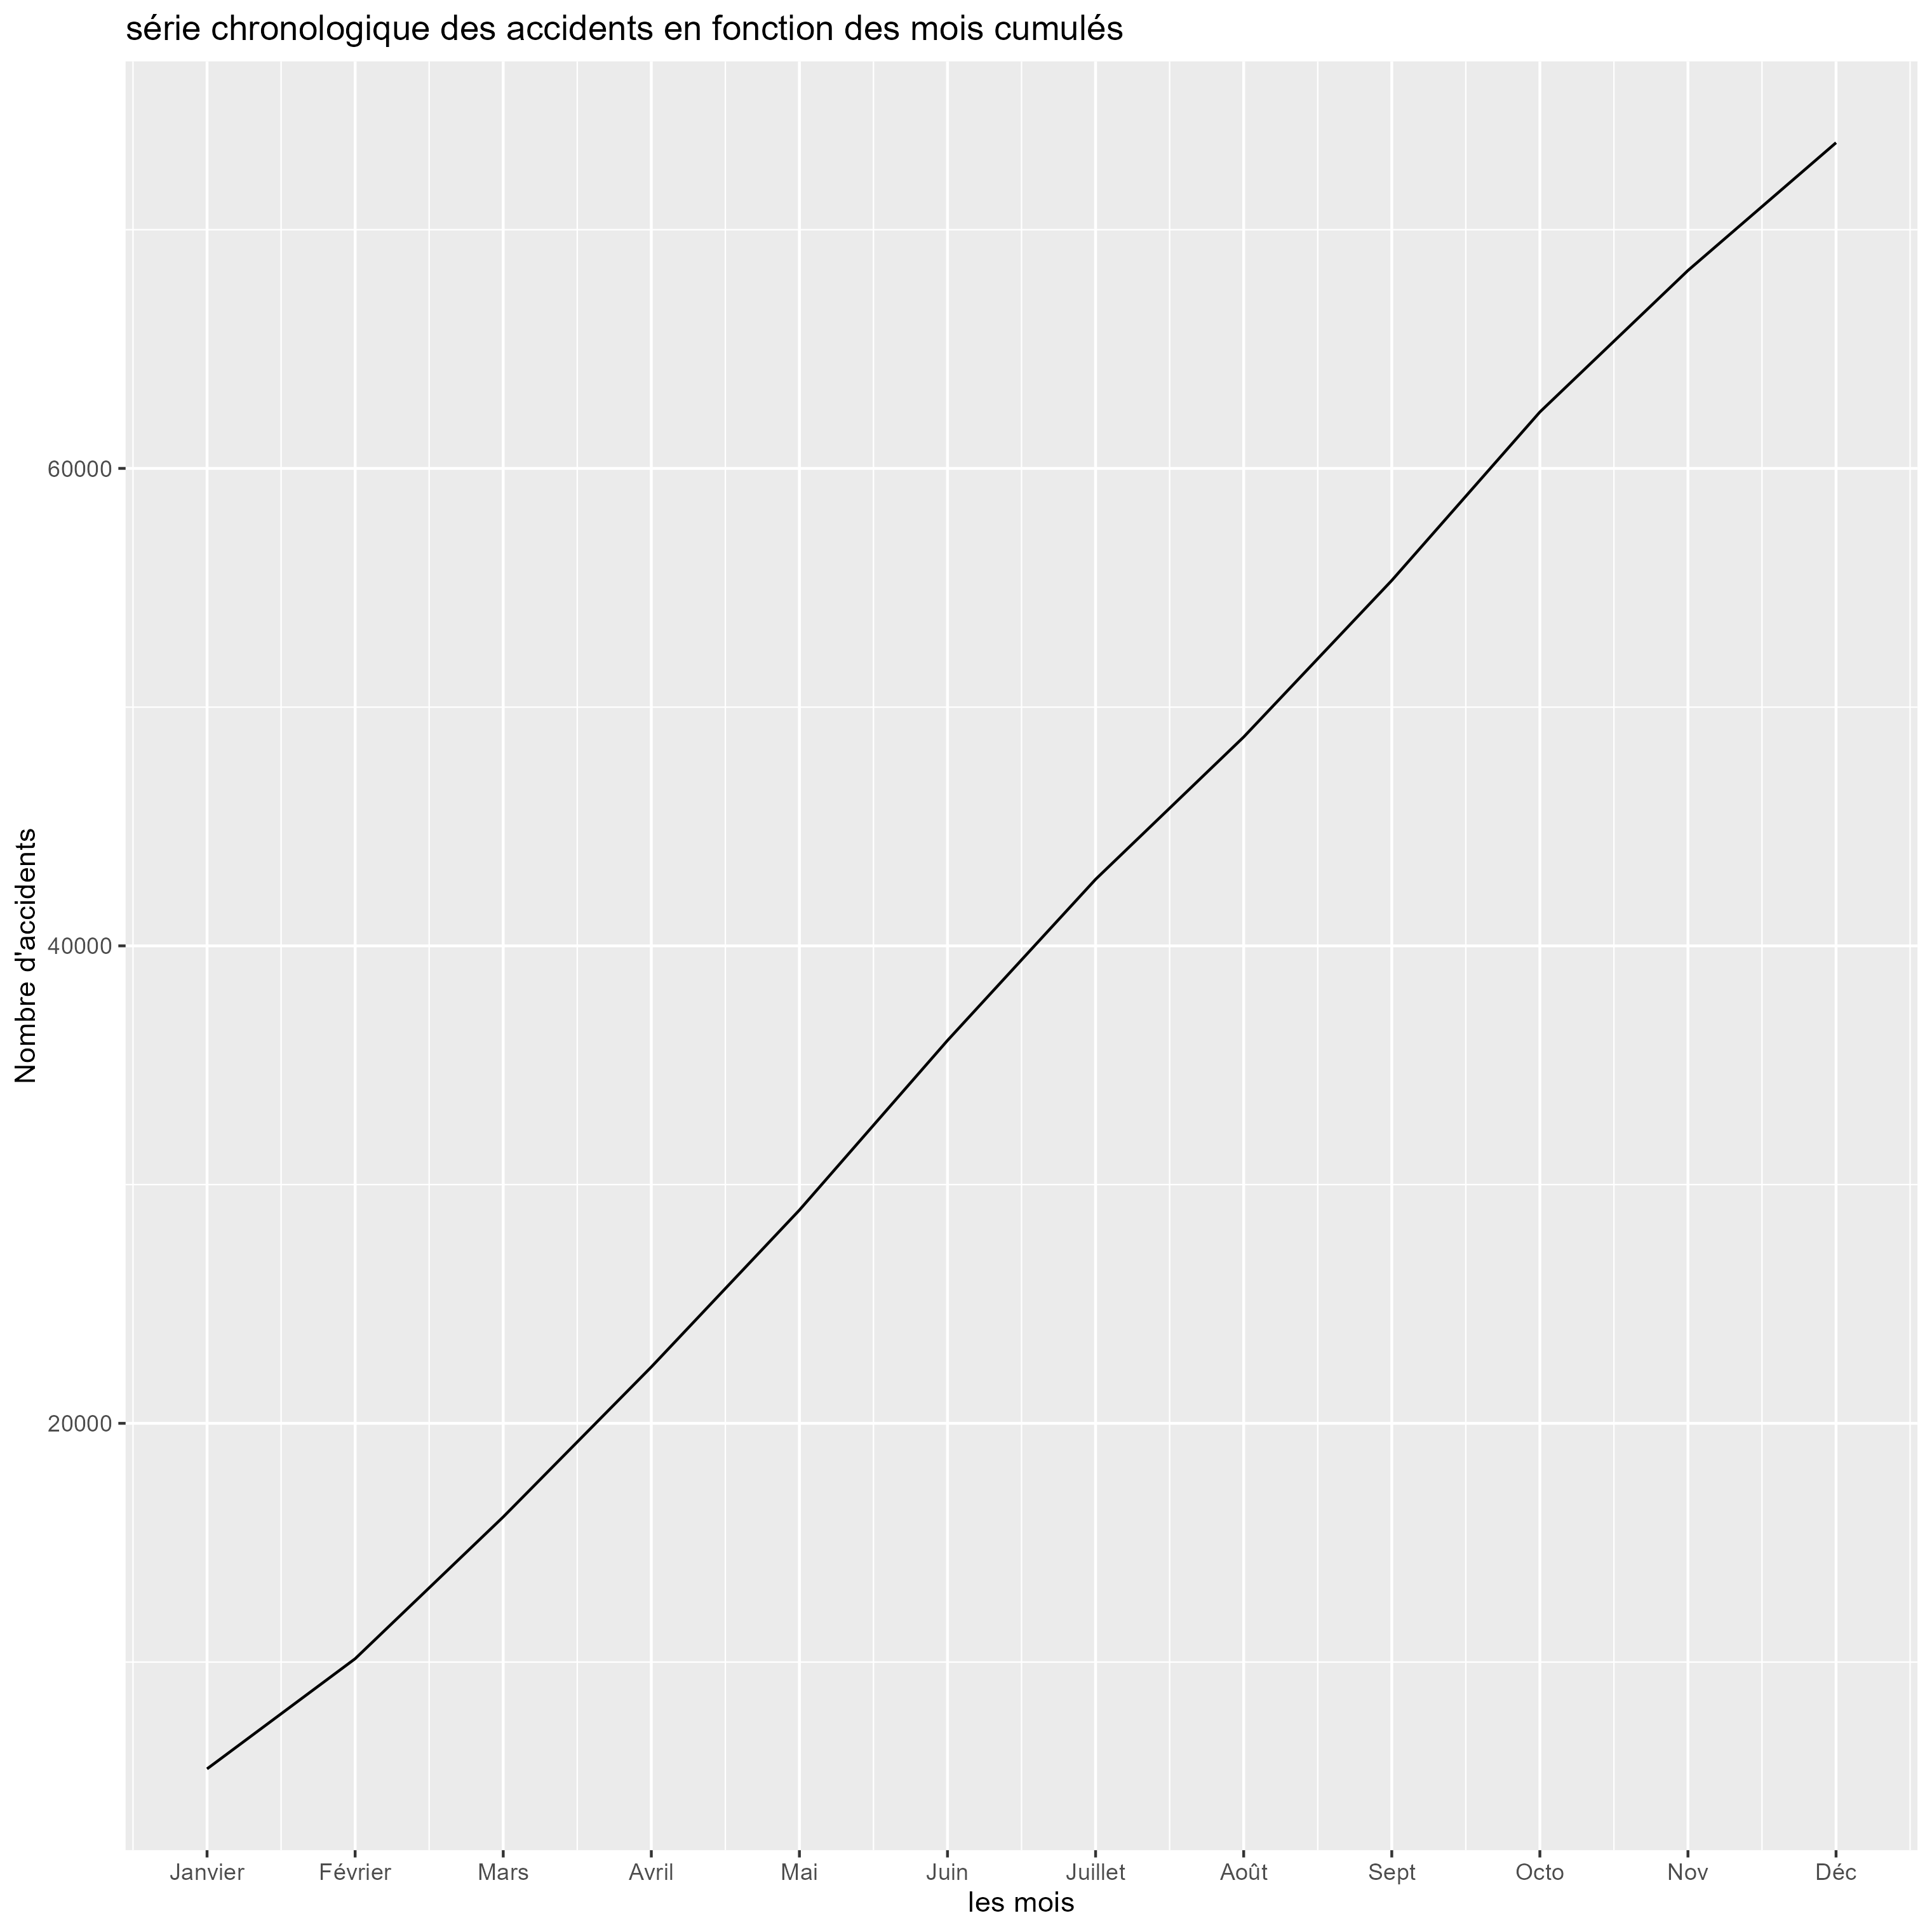 série chronologique des accidents en fonction des mois cumulés
Nombre d'accidents
60000
40000
20000
Janvier Février Mars Avril Mai Juin Juillet Août Sept Octo Nov Déc
les mois